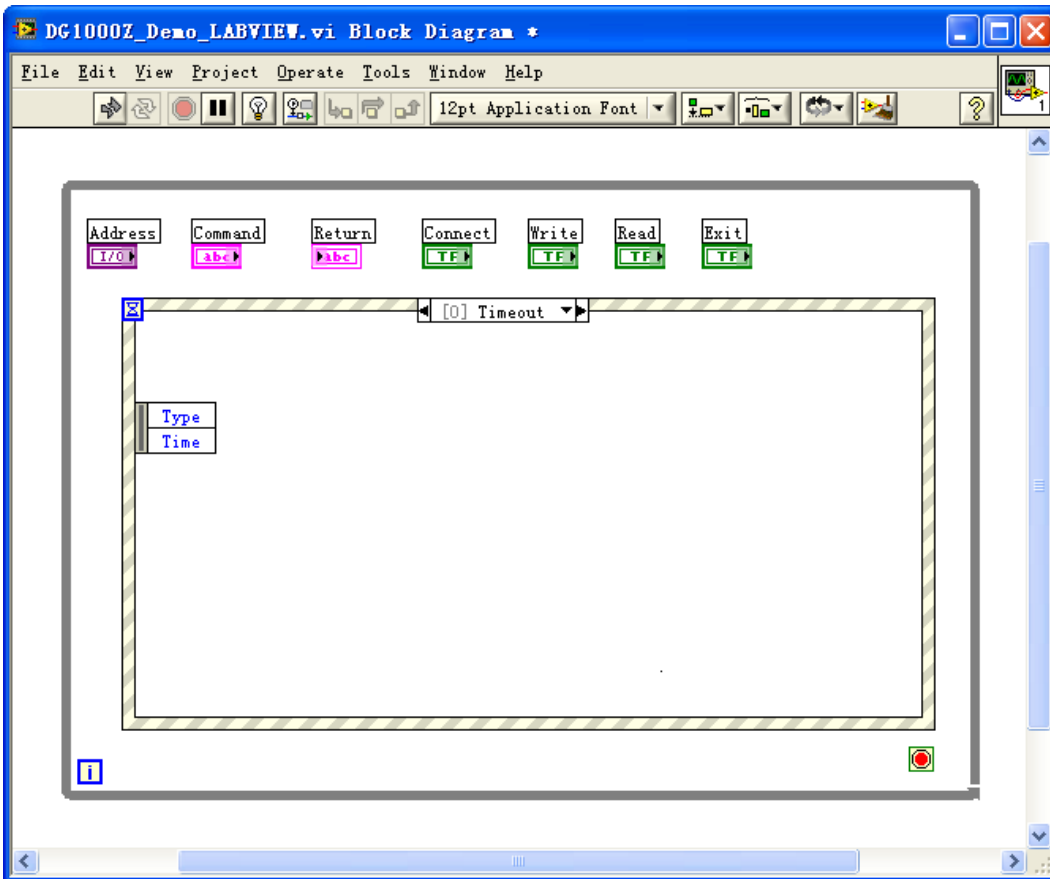 DG1000Z_Demo_LABVIEW.vi Block Diagram *
File Edit View Project Operate Tools Window Help
12pt Application Font
1
Address Command Return Connect Write Read Exit
I/O abc abc TF TF TF TF
[0] Timeout
Type
Time
i